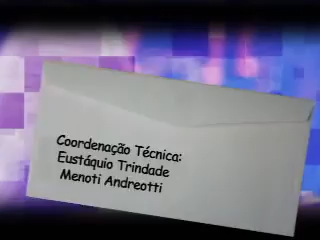 Coordenação Técnica:
Eustáquio Trindade
Menoti Andreotti